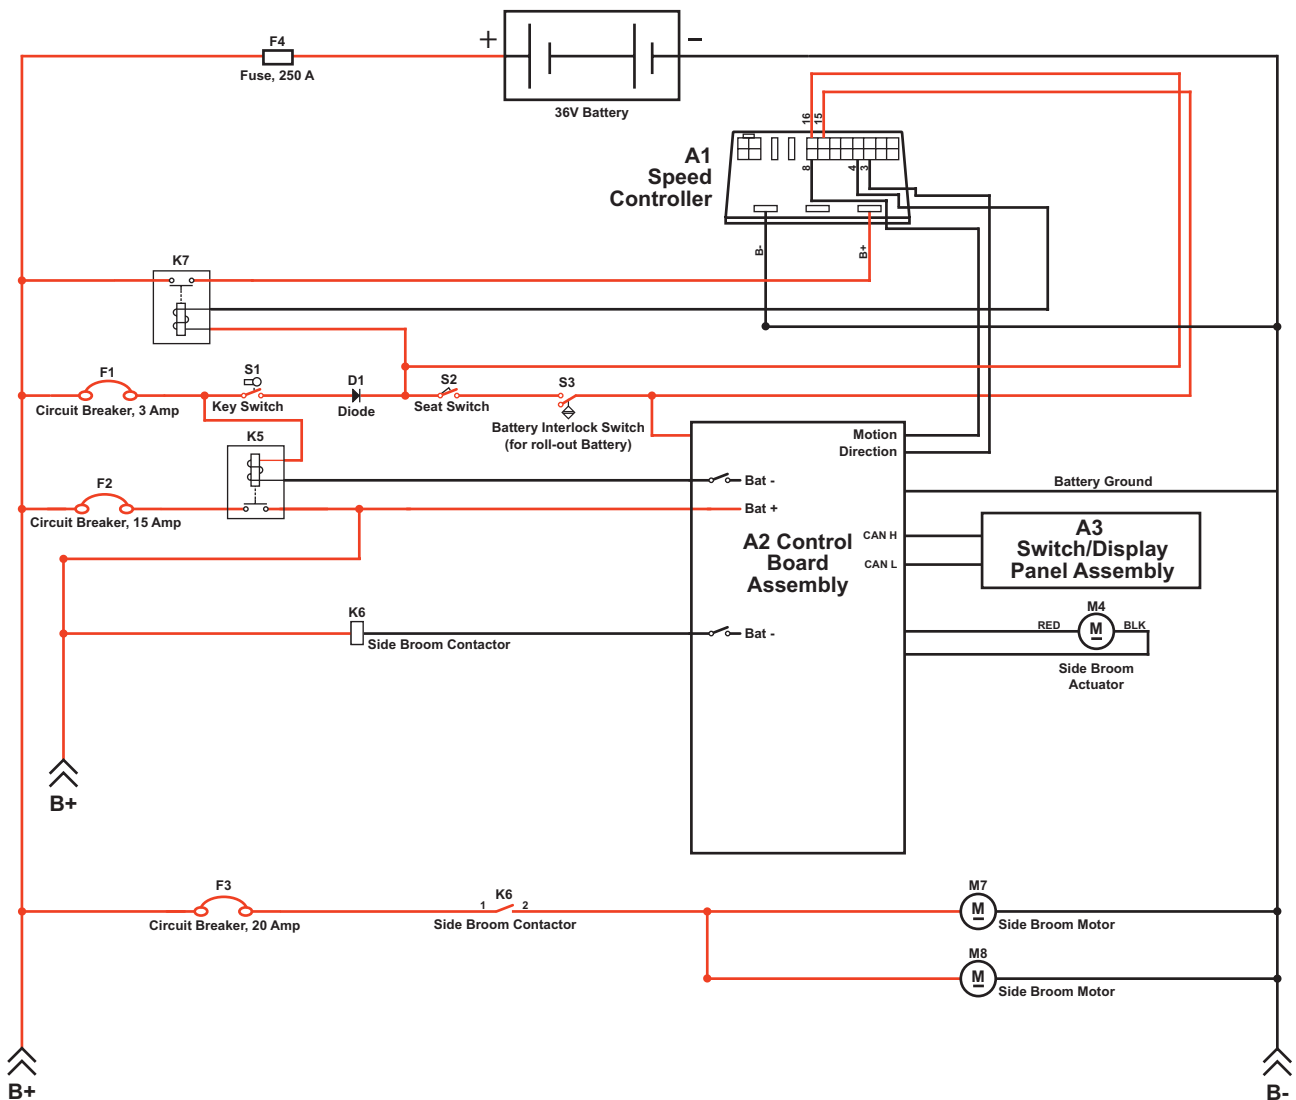 F4
Fuse, 250 A
+
−
36V Battery
16
15
A1
Speed
Controller
8
4
3
B-
B+
K7
F1
Circuit Breaker, 3 Amp
S1
Key Switch
D1
Diode
S2
Seat Switch
S3
Battery Interlock Switch
(for roll-out Battery)
K5
F2
Circuit Breaker, 15 Amp
Motion
Direction
Bat -
Bat +
Battery Ground
A2 Control
Board
Assembly
CAN H
CAN L
A3
Switch/Display
Panel Assembly
K6
Side Broom Contactor
Bat -
M4
RED
M
BLK
Side Broom
Actuator
B+
F3
Circuit Breaker, 20 Amp
K6
1
2
Side Broom Contactor
M7
M
Side Broom Motor
M8
M
Side Broom Motor
B+
B-